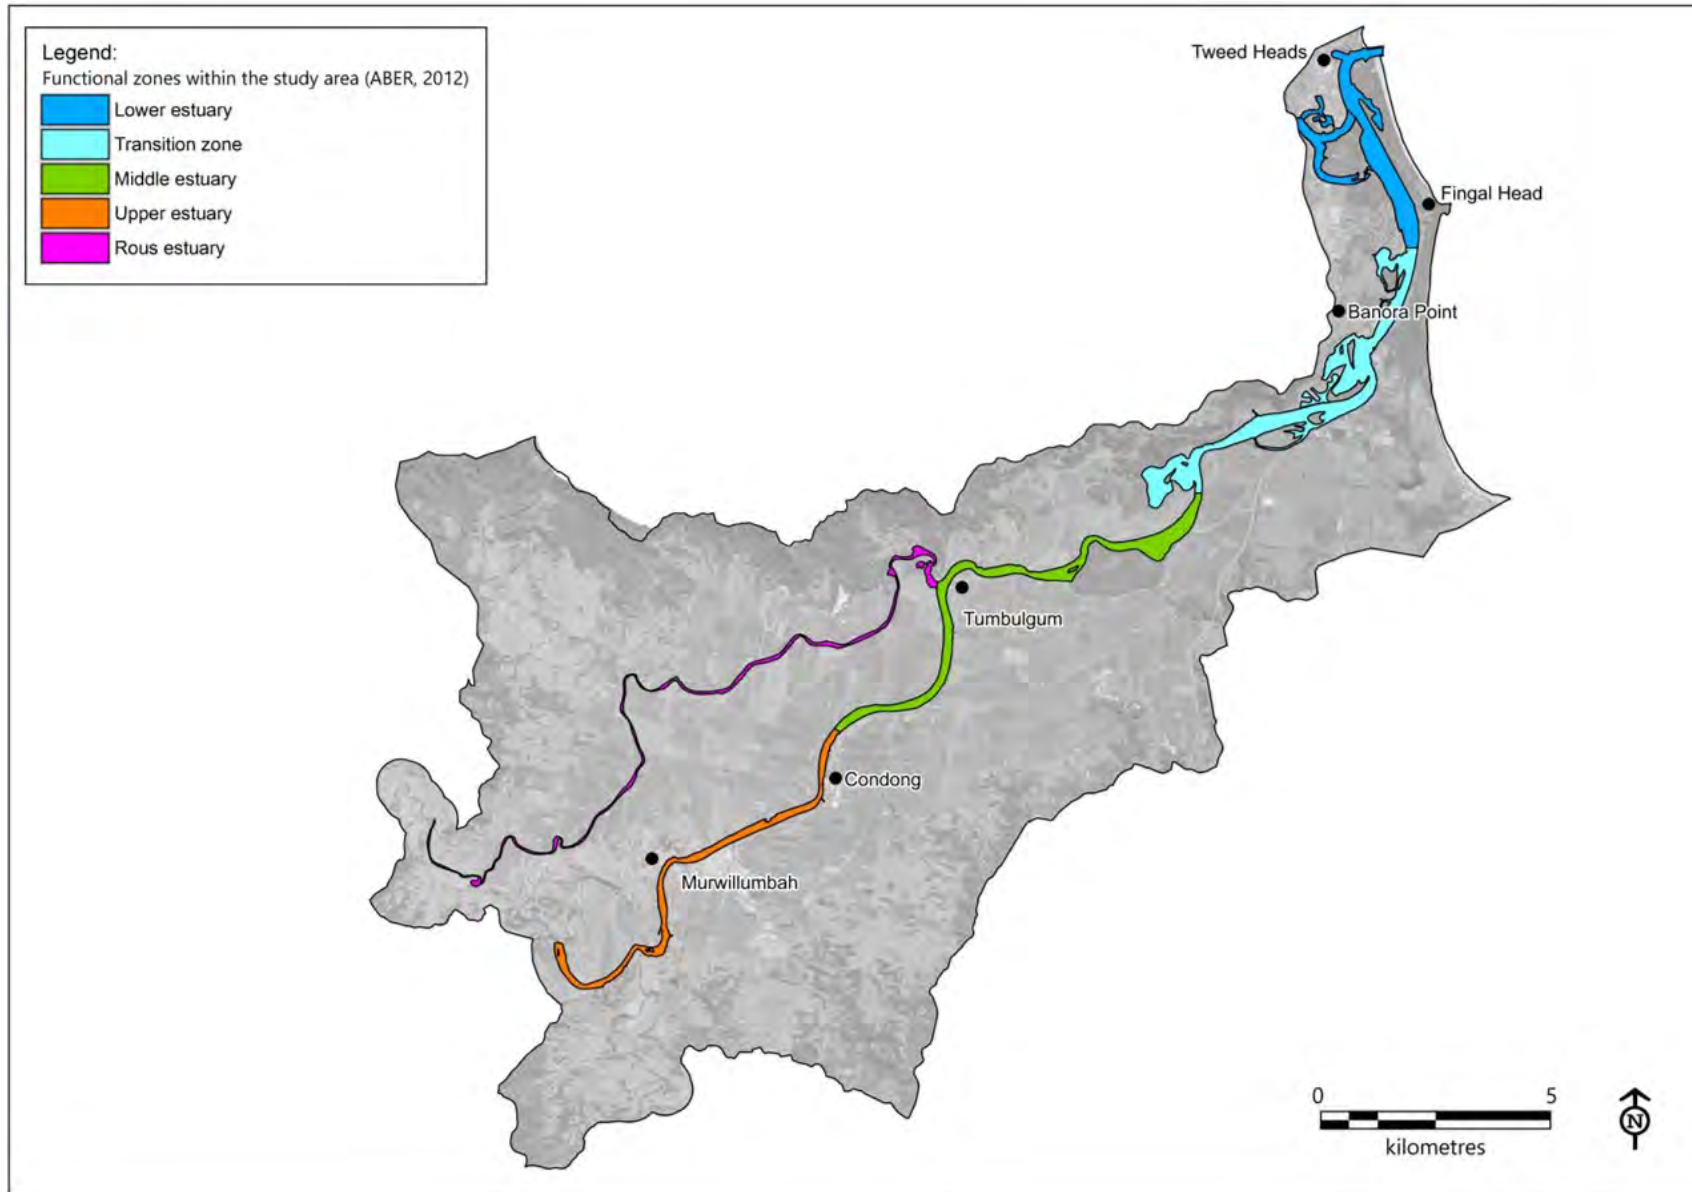 Legend:
Functional zones within the study area (ABER, 2012)
Lower estuary
Transition zone
Middle estuary
Upper estuary
Rous estuary
Tweed Heads
Fingal Head
Banora Point
Tumbulgum
Condong
Murwillumbah
0 5
kilometres
N